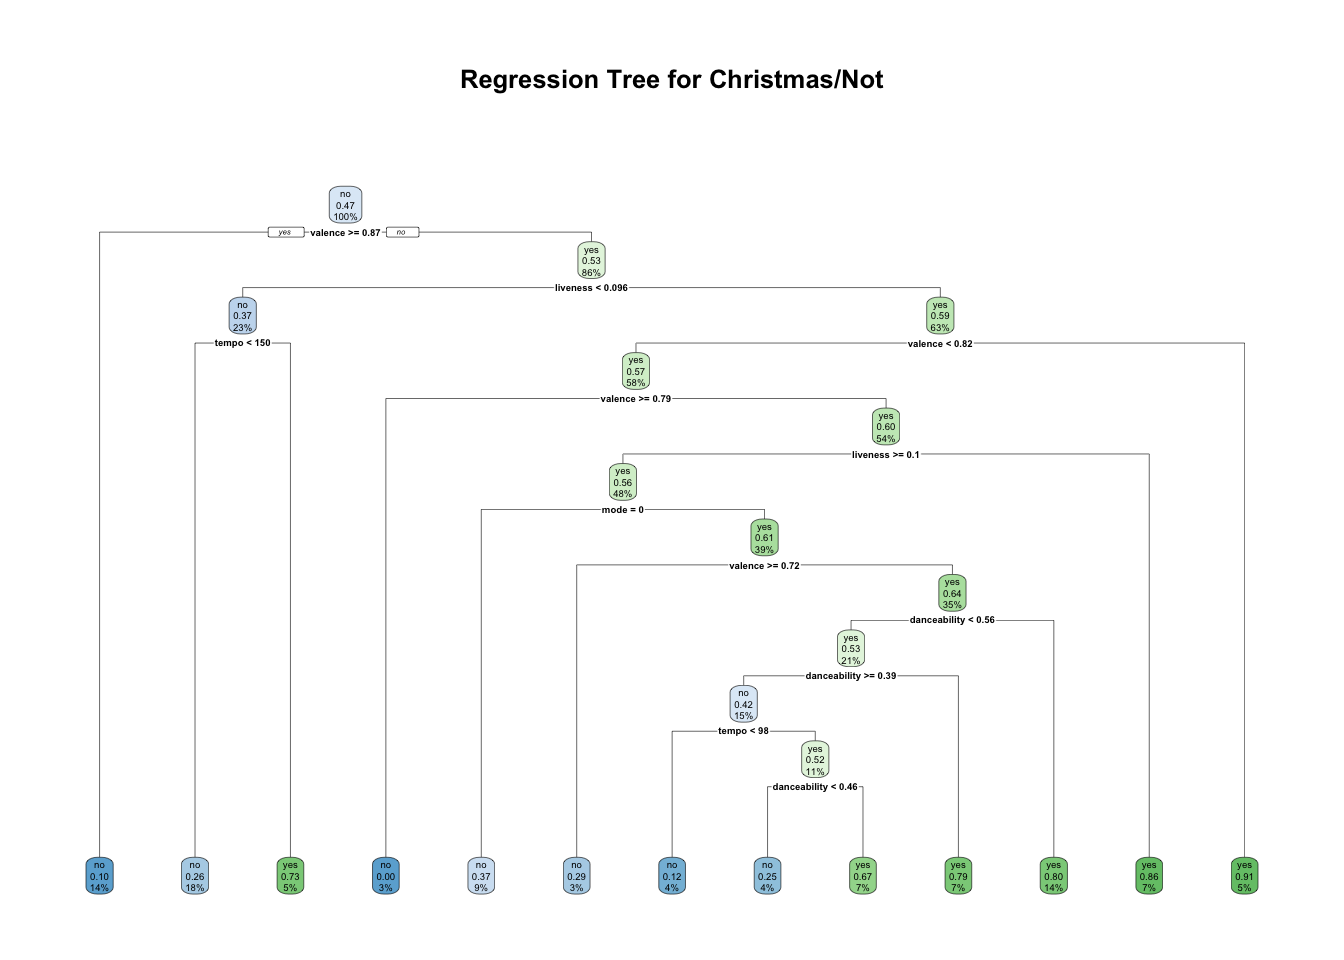 Regression Tree for Christmas/Not
no
0.47
100%
yes valence >= 0.87 no
yes
0.53
86%
liveness < 0.096
no
0.37
23%
yes
0.59
63%
tempo < 150
valence < 0.82
yes
0.57
58%
valence >= 0.79
yes
0.60
54%
liveness >= 0.1
yes
0.56
48%
mode = 0
yes
0.61
39%
valence >= 0.72
yes
0.64
35%
danceability < 0.56
yes
0.53
21%
danceability >= 0.39
no
0.42
15%
tempo < 98
yes
0.52
11%
danceability < 0.46
no
0.10
14%
no
0.26
18%
yes
0.73
5%
no
0.00
3%
no
0.37
9%
no
0.29
3%
no
0.12
4%
no
0.25
4%
yes
0.67
7%
yes
0.79
7%
yes
0.80
14%
yes
0.86
7%
yes
0.91
5%